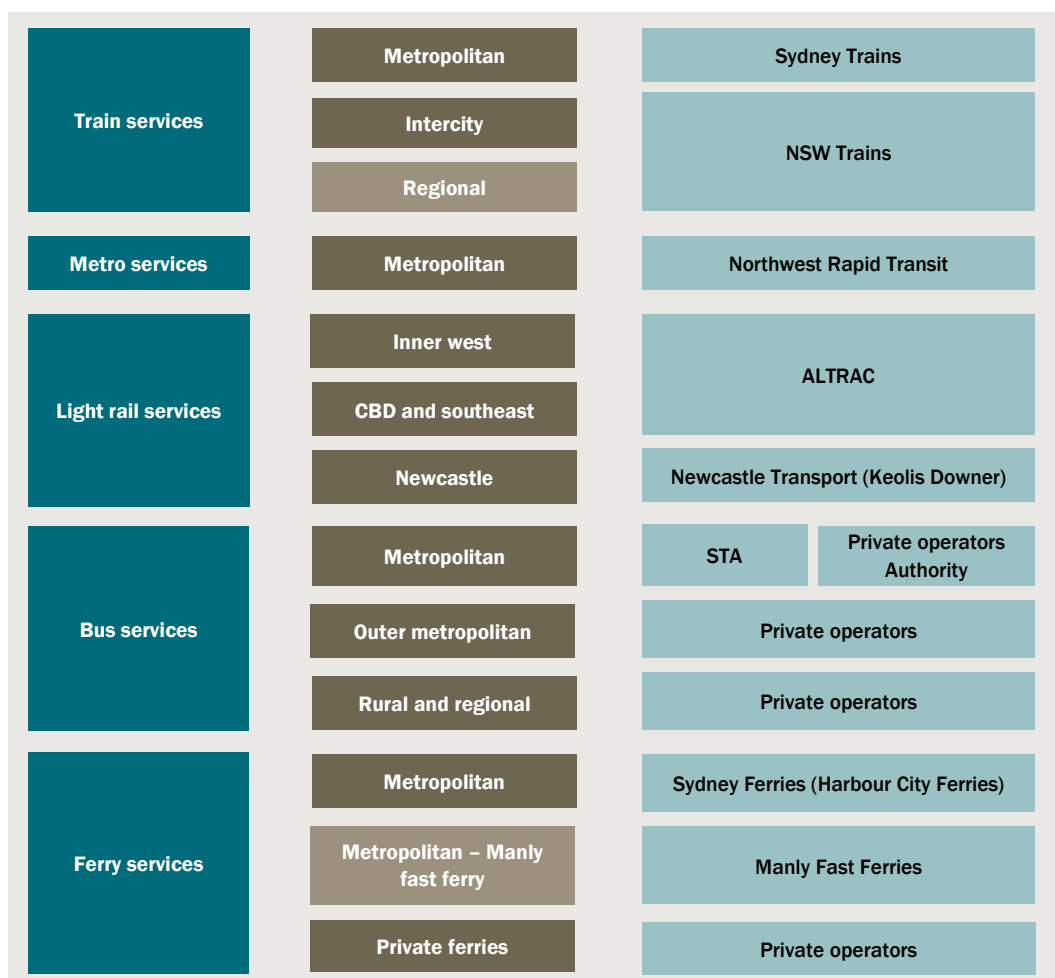 Train services
Metropolitan
Sydney Trains
Intercity
NSW Trains
Regional
Metro services
Metropolitan
Northwest Rapid Transit
Light rail services
Inner west
ALTRAC
CBD and southeast
Newcastle
Newcastle Transport (Keolis Downer)
Bus services
Metropolitan
STA
Private operators
Authority
Outer metropolitan
Private operators
Rural and regional
Private operators
Ferry services
Metropolitan
Sydney Ferries (Harbour City Ferries)
Metropolitan – Manly
fast ferry
Manly Fast Ferries
Private ferries
Private operators